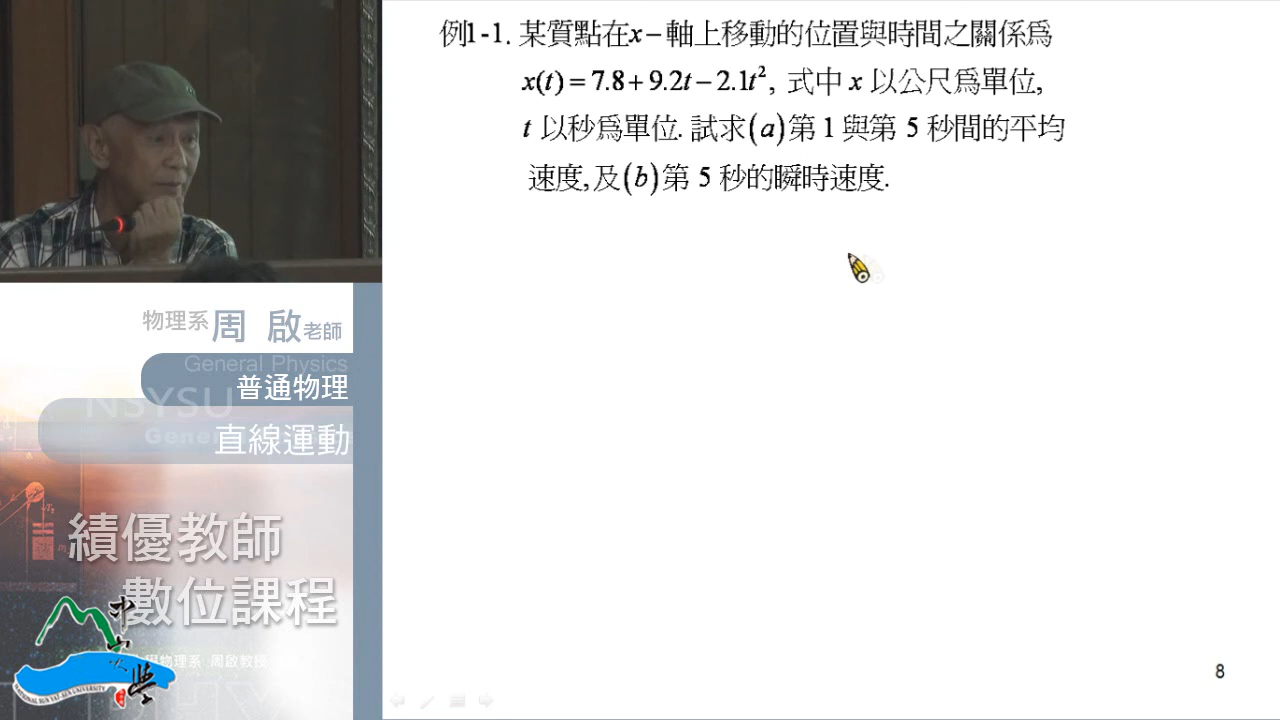 例1-1. 某質點在x－軸上移動的位置與時間之關係為
x(t) = 7.8 + 9.2t − 2.1t², 式中 x 以公尺為單位,
t 以秒為單位. 試求(a)第 1 與第 5 秒間的平均
速度, 及(b)第 5 秒的瞬時速度.
物理系周 啟老師
General Physics
普通物理
NSYSU
直線運動
績優教師
數位課程
物理系 周啟教授
NATIONAL SUN YAT-SEN UNIVERSITY
8